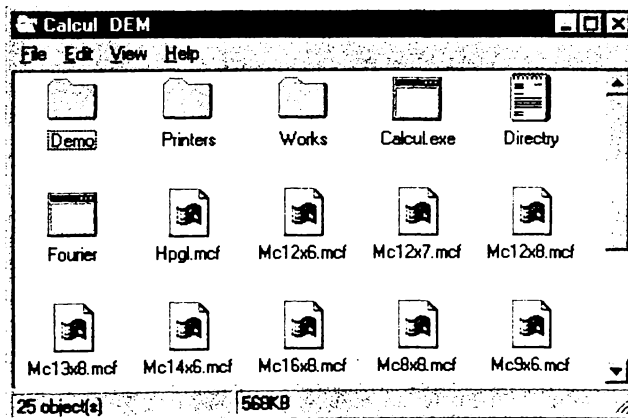 Calcul DEM
File Edit View Help
Demo Printers Works Calcul.exe Directry
Fourier Hpgl.mcf Mc12x6.mcf Mc12x7.mcf Mc12x8.mcf
Mc13x8.mcf Mc14x6.mcf Mc16x8.mcf Mc8x8.mcf Mc9x6.mcf
25 object(s) 568KB